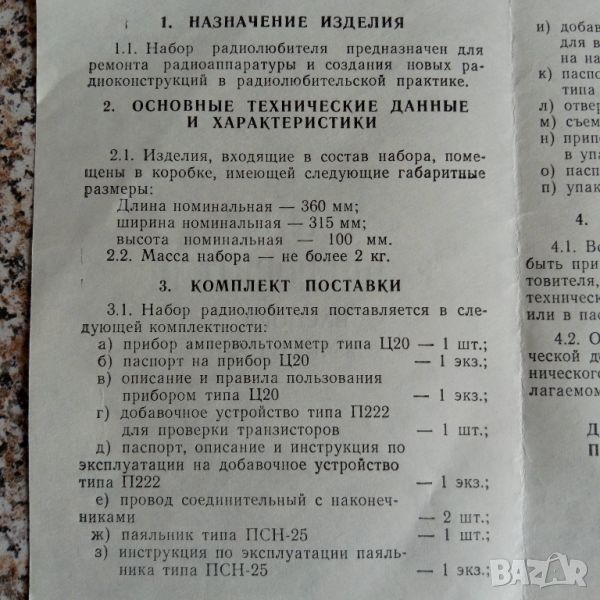 1. НАЗНАЧЕНИЕ ИЗДЕЛИЯ
1.1. Набор радиолюбителя предназначен для
ремонта радиоаппаратуры и создания новых ра-
диоконструкций в радиолюбительской практике.
2. ОСНОВНЫЕ ТЕХНИЧЕСКИЕ ДАННЫЕ
И ХАРАКТЕРИСТИКИ
2.1. Изделия, входящие в состав набора, поме-
щены в коробке, имеющей следующие габаритные
размеры:
Длина номинальная — 360 мм;
ширина номинальная — 315 мм;
высота номинальная — 100 мм.
2.2. Масса набора — не более 2 кг.
3. КОМПЛЕКТ ПОСТАВКИ
3.1. Набор радиолюбителя поставляется в сле-
дующей комплектности:
а) прибор ампервольтомметр типа Ц20 — 1 шт.;
б) паспорт на прибор Ц20 — 1 экз.;
в) описание и правила пользования
прибором типа Ц20 — 1 экз.;
г) добавочное устройство типа П222
для проверки транзисторов — 1 шт.;
д) паспорт, описание и инструкция по
эксплуатации на добавочное устройство
типа П222 — 1 экз.;
е) провод соединительный с наконеч-
никами — 2 шт.;
ж) паяльник типа ПСН-25 — 1 шт.;
з) инструкция по эксплуатации паяль-
ника типа ПСН-25 — 1 экз.;
и) добав
для в
на на
к) паспо
типа
л) отвер
м) съем
н) припо
в уп
о) пасп
п) упак
4.
4.1. Вс
быть при
товителя,
техническ
или в пас
4.2. О
ческой до
нического
лагаемом
Д
П
BAZAR